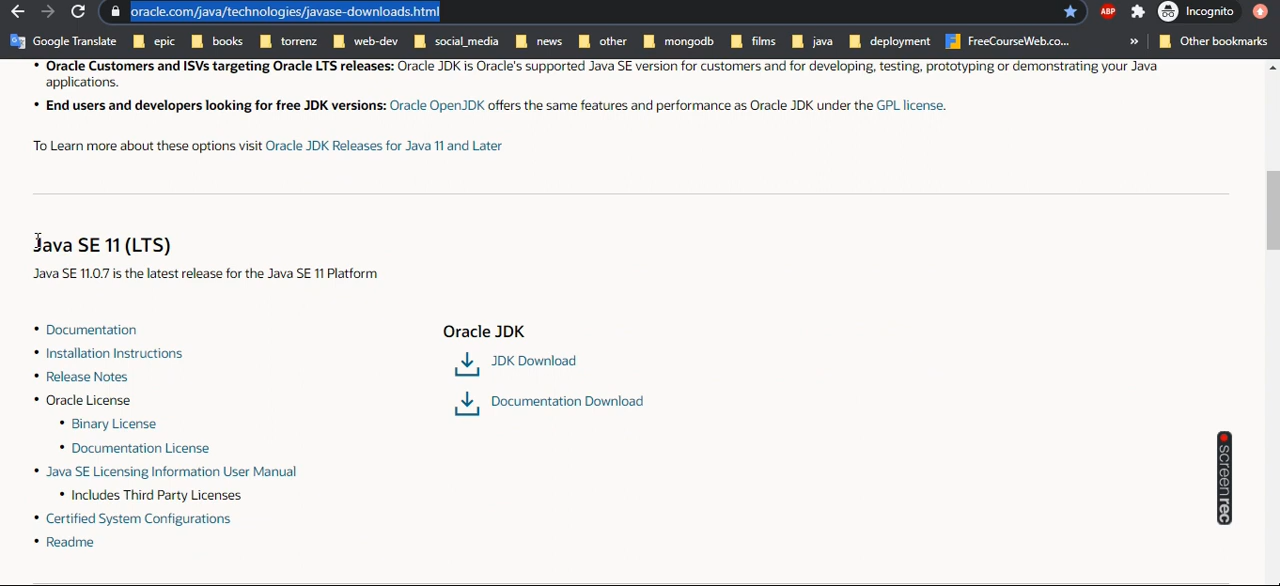 oracle.com/java/technologies/javase-downloads.html
ABP
Incognito
Google Translate epic books torrenz web-dev social_media news other mongodb films java deployment FreeCourseWeb.co... » Other bookmarks
• Oracle Customers and ISVs targeting Oracle LTS releases: Oracle JDK is Oracle's supported Java SE version for customers and for developing, testing, prototyping or demonstrating your Java
applications.
• End users and developers looking for free JDK versions: Oracle OpenJDK offers the same features and performance as Oracle JDK under the GPL license.
To Learn more about these options visit Oracle JDK Releases for Java 11 and Later
Java SE 11 (LTS)
Java SE 11.0.7 is the latest release for the Java SE 11 Platform
• Documentation
• Installation Instructions
• Release Notes
• Oracle License
• Binary License
• Documentation License
• Java SE Licensing Information User Manual
• Includes Third Party Licenses
• Certified System Configurations
• Readme
Oracle JDK
JDK Download
Documentation Download
screenrec